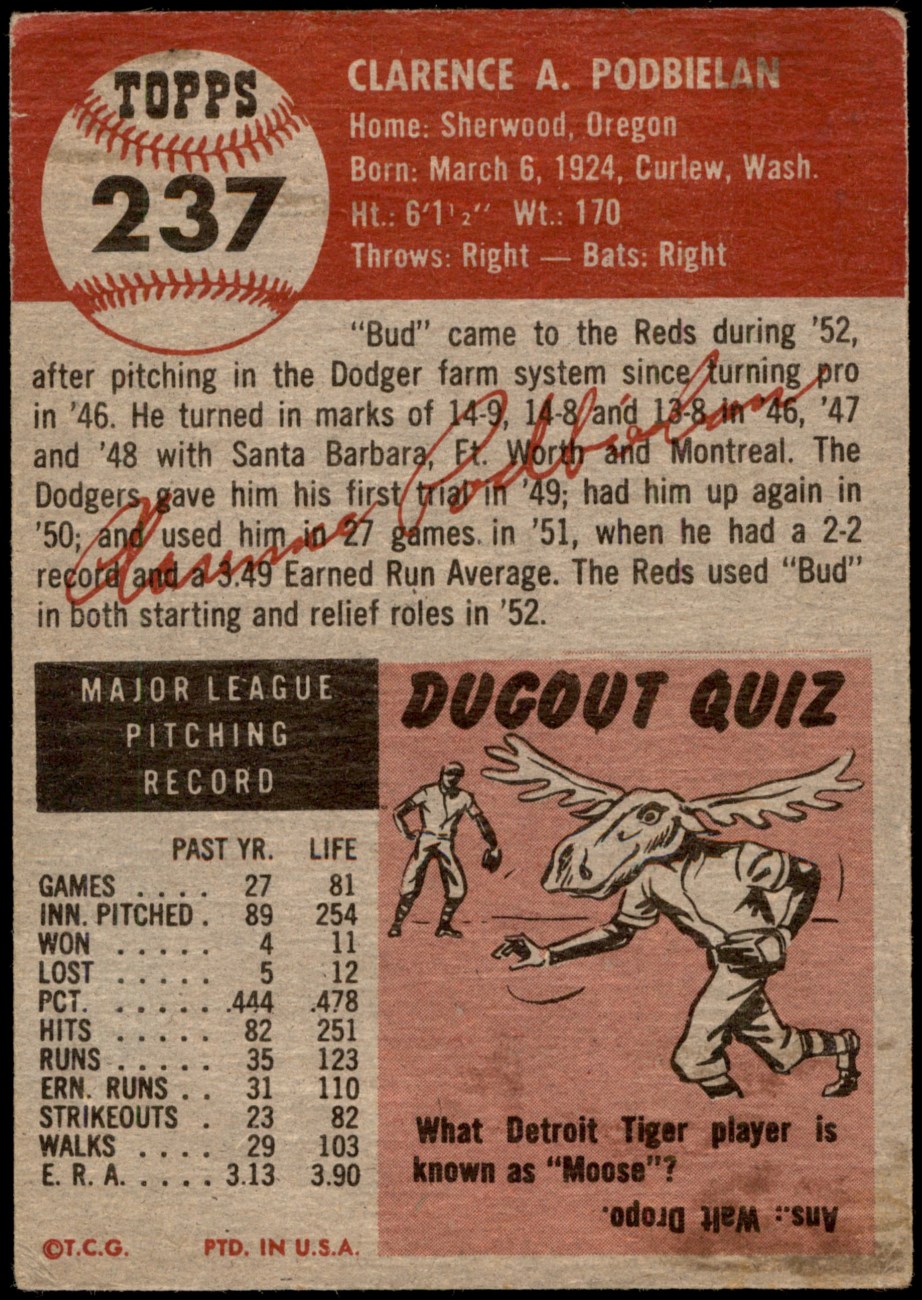 TOPPS
237
CLARENCE A. PODBIELAN
Home: Sherwood, Oregon
Born: March 6, 1924, Curlew, Wash.
Ht.: 6'1 1/2" Wt.: 170
Throws: Right — Bats: Right
"Bud" came to the Reds during '52,
after pitching in the Dodger farm system since turning pro
in '46. He turned in marks of 14-9, 14-8 and 13-8 in '46, '47
and '48 with Santa Barbara, Ft. Worth and Montreal. The
Dodgers gave him his first trial in '49; had him up again in
'50; and used him in 27 games. in '51, when he had a 2-2
record and a 3.49 Earned Run Average. The Reds used "Bud"
in both starting and relief roles in '52.
Clarence Podbielan
MAJOR LEAGUE
PITCHING
RECORD
PAST YR. LIFE
GAMES . . . . 27 81
INN. PITCHED . 89 254
WON . . . . . 4 11
LOST . . . . . 5 12
PCT. . . . . . .444 .478
HITS . . . . . 82 251
RUNS . . . . . 35 123
ERN. RUNS . . 31 110
STRIKEOUTS . 23 82
WALKS . . . . 29 103
E. R. A. . . . . 3.13 3.90
©T.C.G. PTD. IN U.S.A.
DUGOUT QUIZ
What Detroit Tiger player is
known as "Moose"?
Ans.: Walt Dropo.